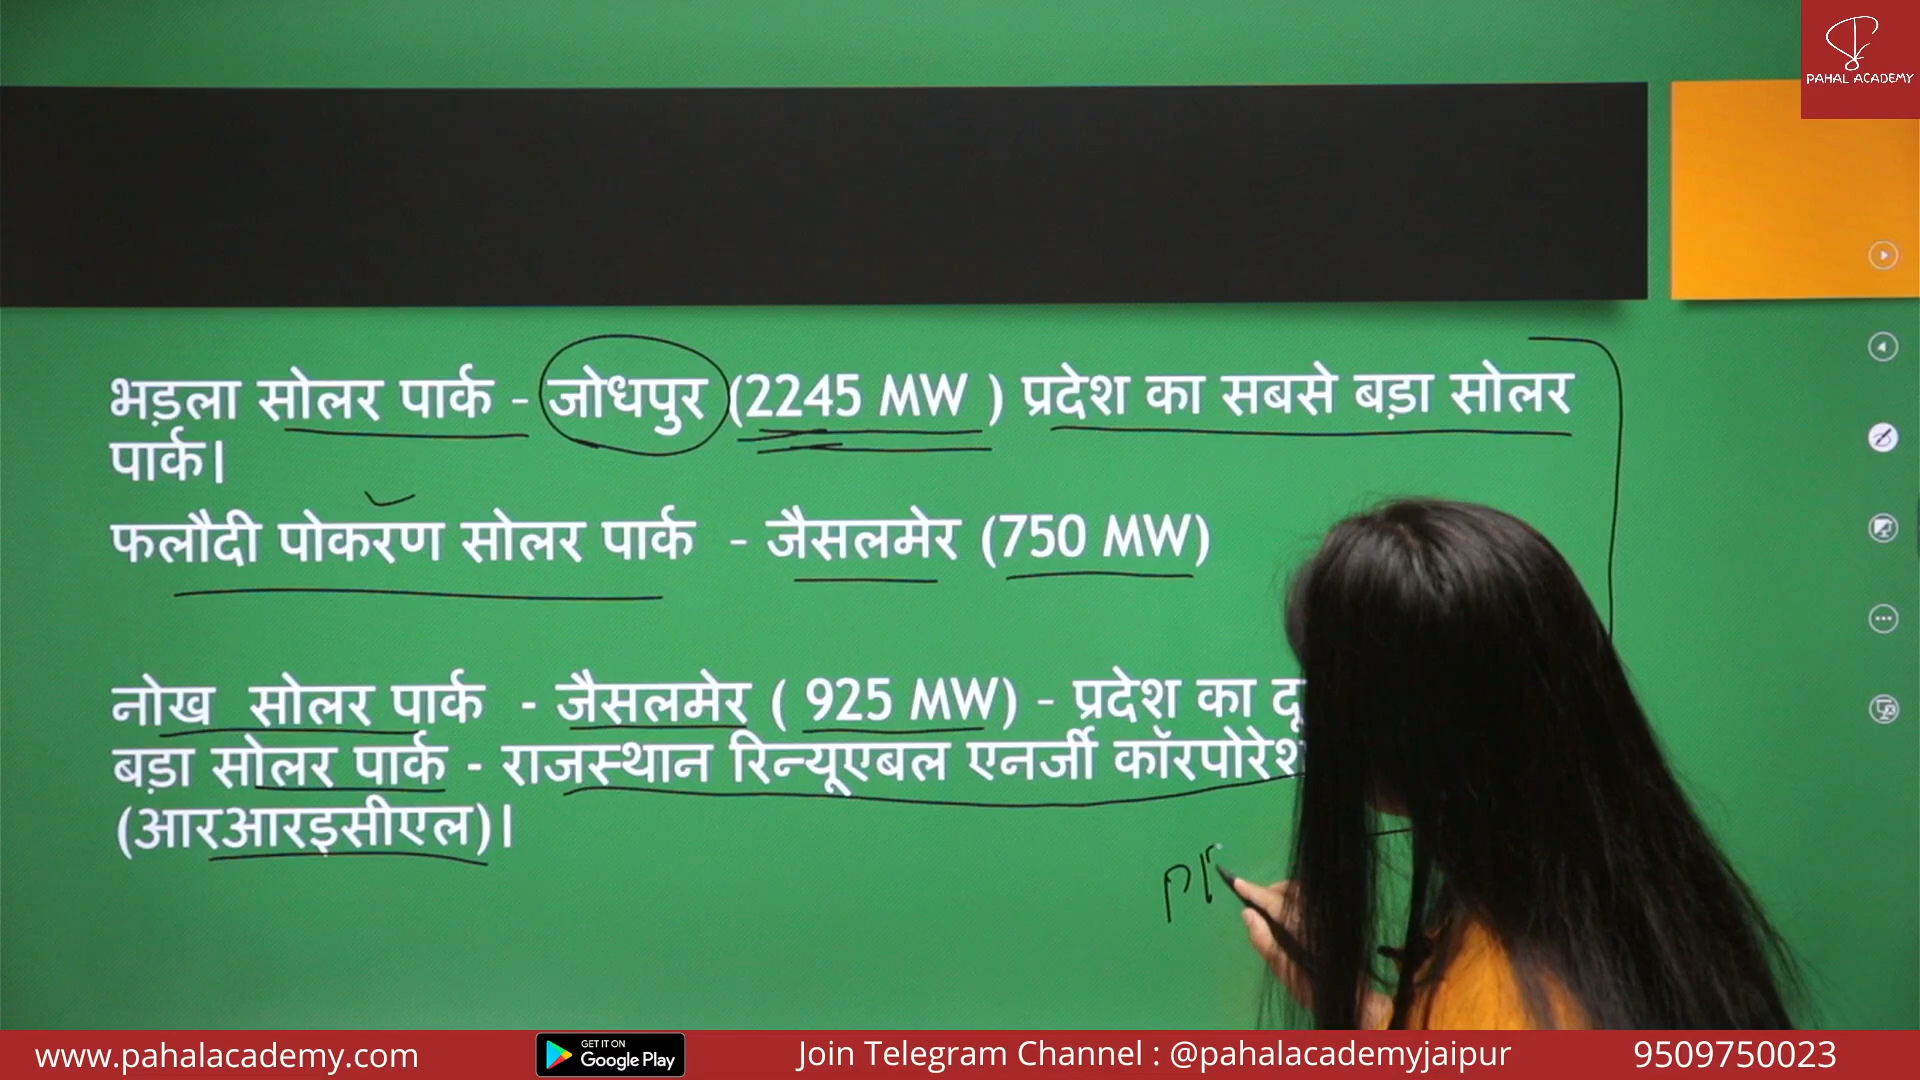 PAHAL ACADEMY
भड़ला सोलर पार्क - जोधपुर (2245 MW ) प्रदेश का सबसे बड़ा सोलर
पार्क।
फलौदी पोकरण सोलर पार्क - जैसलमेर (750 MW)
नोख सोलर पार्क - जैसलमेर ( 925 MW) - प्रदेश का
बड़ा सोलर पार्क - राजस्थान रिन्यूएबल एनर्जी
(आरआरइसीएल)।
www.pahalacademy.com
GET IT ON
Google Play
Join Telegram Channel : @pahalacademyjaipur
9509750023